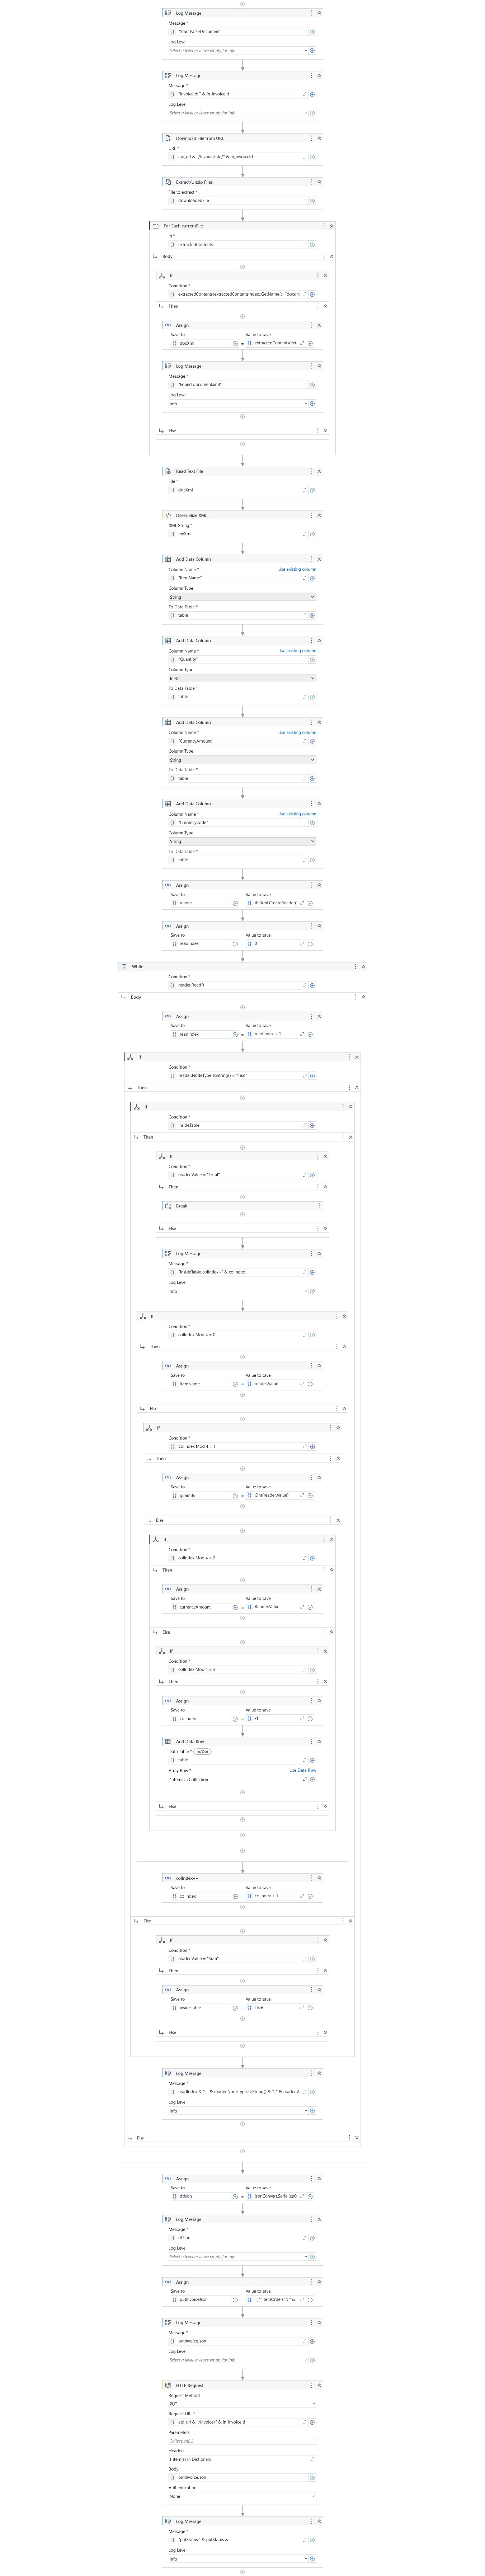 Log Message
Message *
"Start ParseDocument"
Log Level
Select a level or leave empty for info
Log Message
Message *
"invoiceId: " & in_invoiceId
Log Level
Select a level or leave empty for info
Download File from URL
URL *
api_url & "/invoice/file/" & in_invoiceId
Extract/Unzip Files
File to extract *
downloadedFile
For Each currentFile
In *
extractedContents
Body
If
Condition *
extractedContents(extractedContentsIndex).GetName()="docum
Then
Assign
Save to Value to save
docXml = extractedContents(ext
Log Message
Message *
"Found document.xml"
Log Level
Info
Else
Read Text File
File *
docXml
Deserialize XML
XML String *
myXml
Add Data Column
Column Name * Use existing column
"ItemName"
Column Type
String
To Data Table *
table
Add Data Column
Column Name * Use existing column
"Quantity"
Column Type
Int32
To Data Table *
table
Add Data Column
Column Name * Use existing column
"CurrencyAmount"
Column Type
String
To Data Table *
table
Add Data Column
Column Name * Use existing column
"CurrencyCode"
Column Type
String
To Data Table *
table
Assign
Save to Value to save
reader = theXml.CreateReader(
Assign
Save to Value to save
readIndex = 0
While
Condition *
reader.Read()
Body
Assign
Save to Value to save
readIndex = readIndex + 1
If
Condition *
reader.NodeType.ToString() = "Text"
Then
If
Condition *
insideTable
Then
If
Condition *
reader.Value = "Total"
Then
Break
Else
Log Message
Message *
"InsideTable colIndex=" & colIndex
Log Level
Info
If
Condition *
colIndex Mod 4 = 0
Then
Assign
Save to Value to save
itemName = reader.Value
Else
If
Condition *
colIndex Mod 4 = 1
Then
Assign
Save to Value to save
quantity = CInt(reader.Value)
Else
If
Condition *
colIndex Mod 4 = 2
Then
Assign
Save to Value to save
currencyAmount = Reader.Value
Else
If
Condition *
colIndex Mod 4 = 3
Then
Assign
Save to Value to save
colIndex = -1
Add Data Row
Data Table * In/Out
table
Array Row * Use Data Row
4 items in Collection
Else
colIndex++
Save to Value to save
colIndex = colIndex + 1
Else
If
Condition *
reader.Value = "Sum"
Then
Assign
Save to Value to save
insideTable = True
Else
Log Message
Message *
readIndex & ":" & reader.NodeType.ToString() & ", " & reader.V
Log Level
Info
Else
Assign
Save to Value to save
dtJson = JsonConvert.SerializeO
Log Message
Message *
dtJson
Log Level
Select a level or leave empty for info
Assign
Save to Value to save
putInvoiceJson =
Log Message
Message *
putInvoiceJson
Log Level
Select a level or leave empty for info
HTTP Request
Request Method
PUT
Request URL *
api_url & "/invoice/" & in_invoiceId
Parameters
Collection(...)
Headers
1 item(s) in Dictionary
Body
putInvoiceJson
Authentication
None
Log Message
Message *
"putStatus:" & putStatus &
Log Level
Info